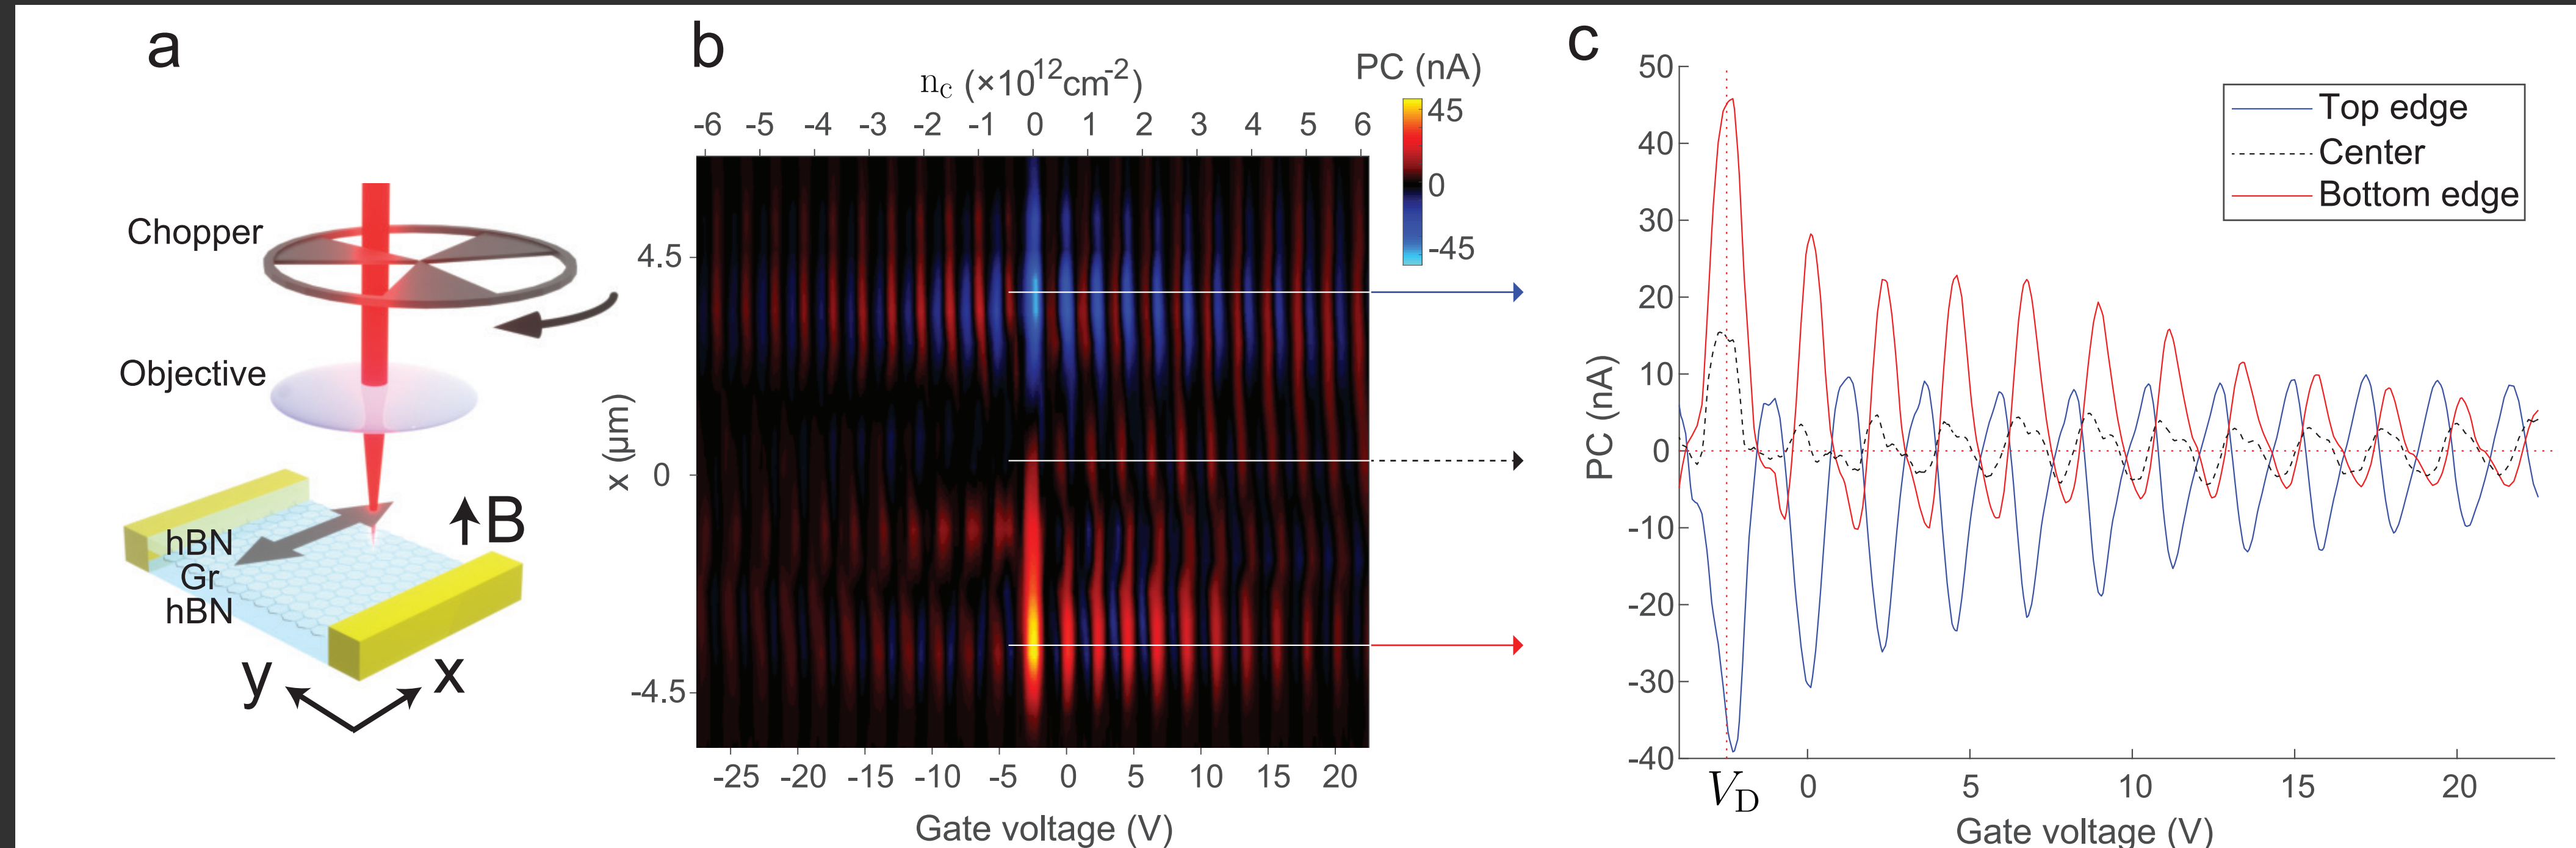 a
Chopper
Objective
hBN
Gr
hBN
B
y
x
b
n_c (×10^12cm^-2)
-6 -5 -4 -3 -2 -1 0 1 2 3 4 5 6
PC (nA)
45
0
-45
4.5
0
-4.5
x (µm)
-25 -20 -15 -10 -5 0 5 10 15 20
Gate voltage (V)
c
50
40
30
20
10
0
-10
-20
-30
-40
PC (nA)
Top edge
Center
Bottom edge
V_D 0 5 10 15 20
Gate voltage (V)